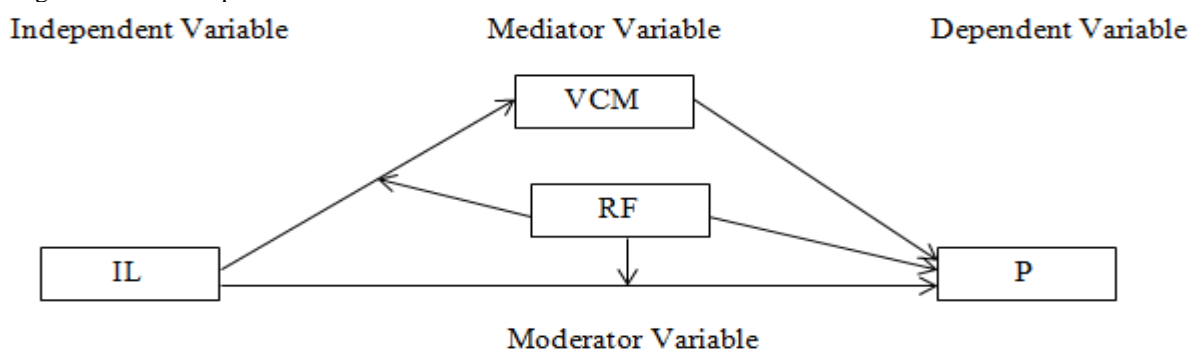 Independent Variable
Mediator Variable
Dependent Variable
VCM
RF
IL
P
Moderator Variable